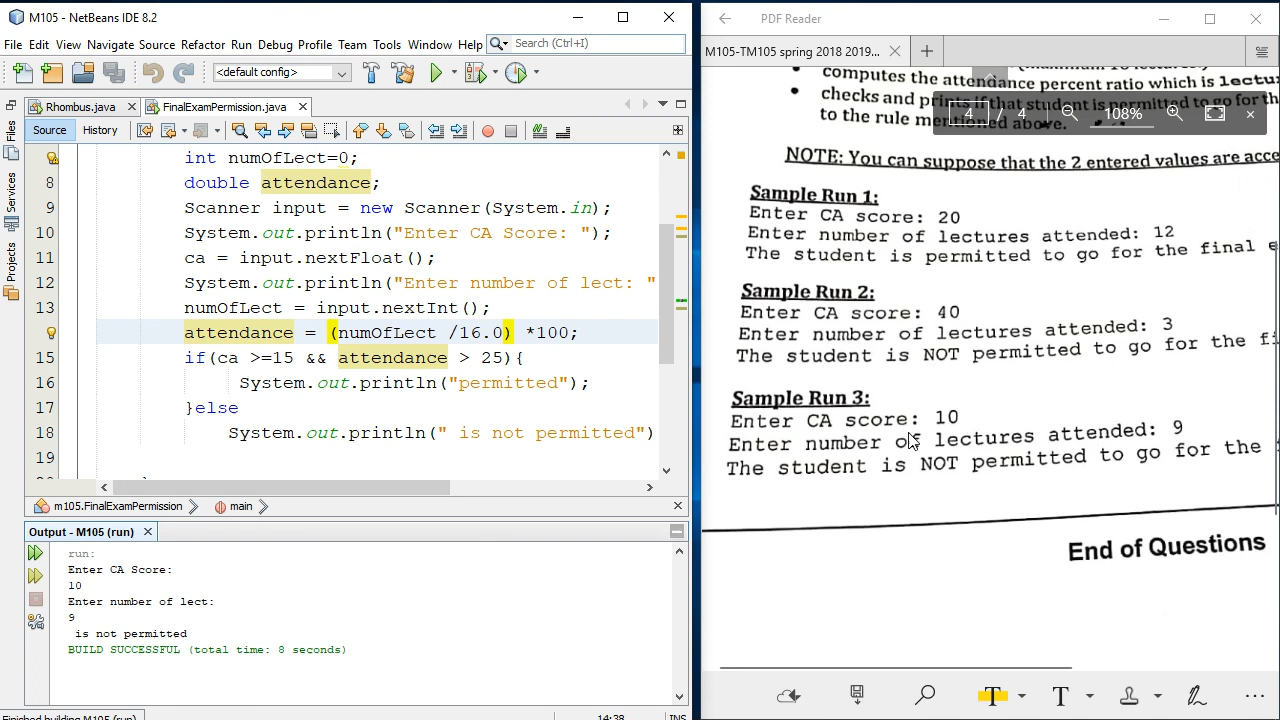 M105 - NetBeans IDE 8.2
File Edit View Navigate Source Refactor Run Debug Profile Team Tools Window Help
Search (Ctrl+I)
<default config>
Rhombus.java
FinalExamPermission.java
Source History
Files
Services
Projects
int numOfLect=0;
8 double attendance;
9 Scanner input = new Scanner(System.in);
10 System.out.println("Enter CA Score: ");
11 ca = input.nextFloat();
12 System.out.println("Enter number of lect: "
13 numOfLect = input.nextInt();
attendance = (numOfLect /16.0) *100;
15 if(ca >=15 && attendance > 25){
16 System.out.println("permitted");
17 }else
18 System.out.println(" is not permitted")
19
m105.FinalExamPermission
main
Output - M105 (run)
run:
Enter CA Score:
10
Enter number of lect:
9
is not permitted
BUILD SUCCESSFUL (total time: 8 seconds)
Finished building M105 (run)
14:38
INS
PDF Reader
M105-TM105 spring 2018 2019...
4 / 4
108%
computes the attendance percent ratio which is lectu
checks and prints if that student is permitted to go for th
to the rule mentioned above.
NOTE: You can suppose that the 2 entered values are acce
Sample Run 1:
Enter CA score: 20
Enter number of lectures attended: 12
The student is permitted to go for the final e
Sample Run 2:
Enter CA score: 40
Enter number of lectures attended: 3
The student is NOT permitted to go for the fi
Sample Run 3:
Enter CA score: 10
Enter number of lectures attended: 9
The student is NOT permitted to go for the
End of Questions